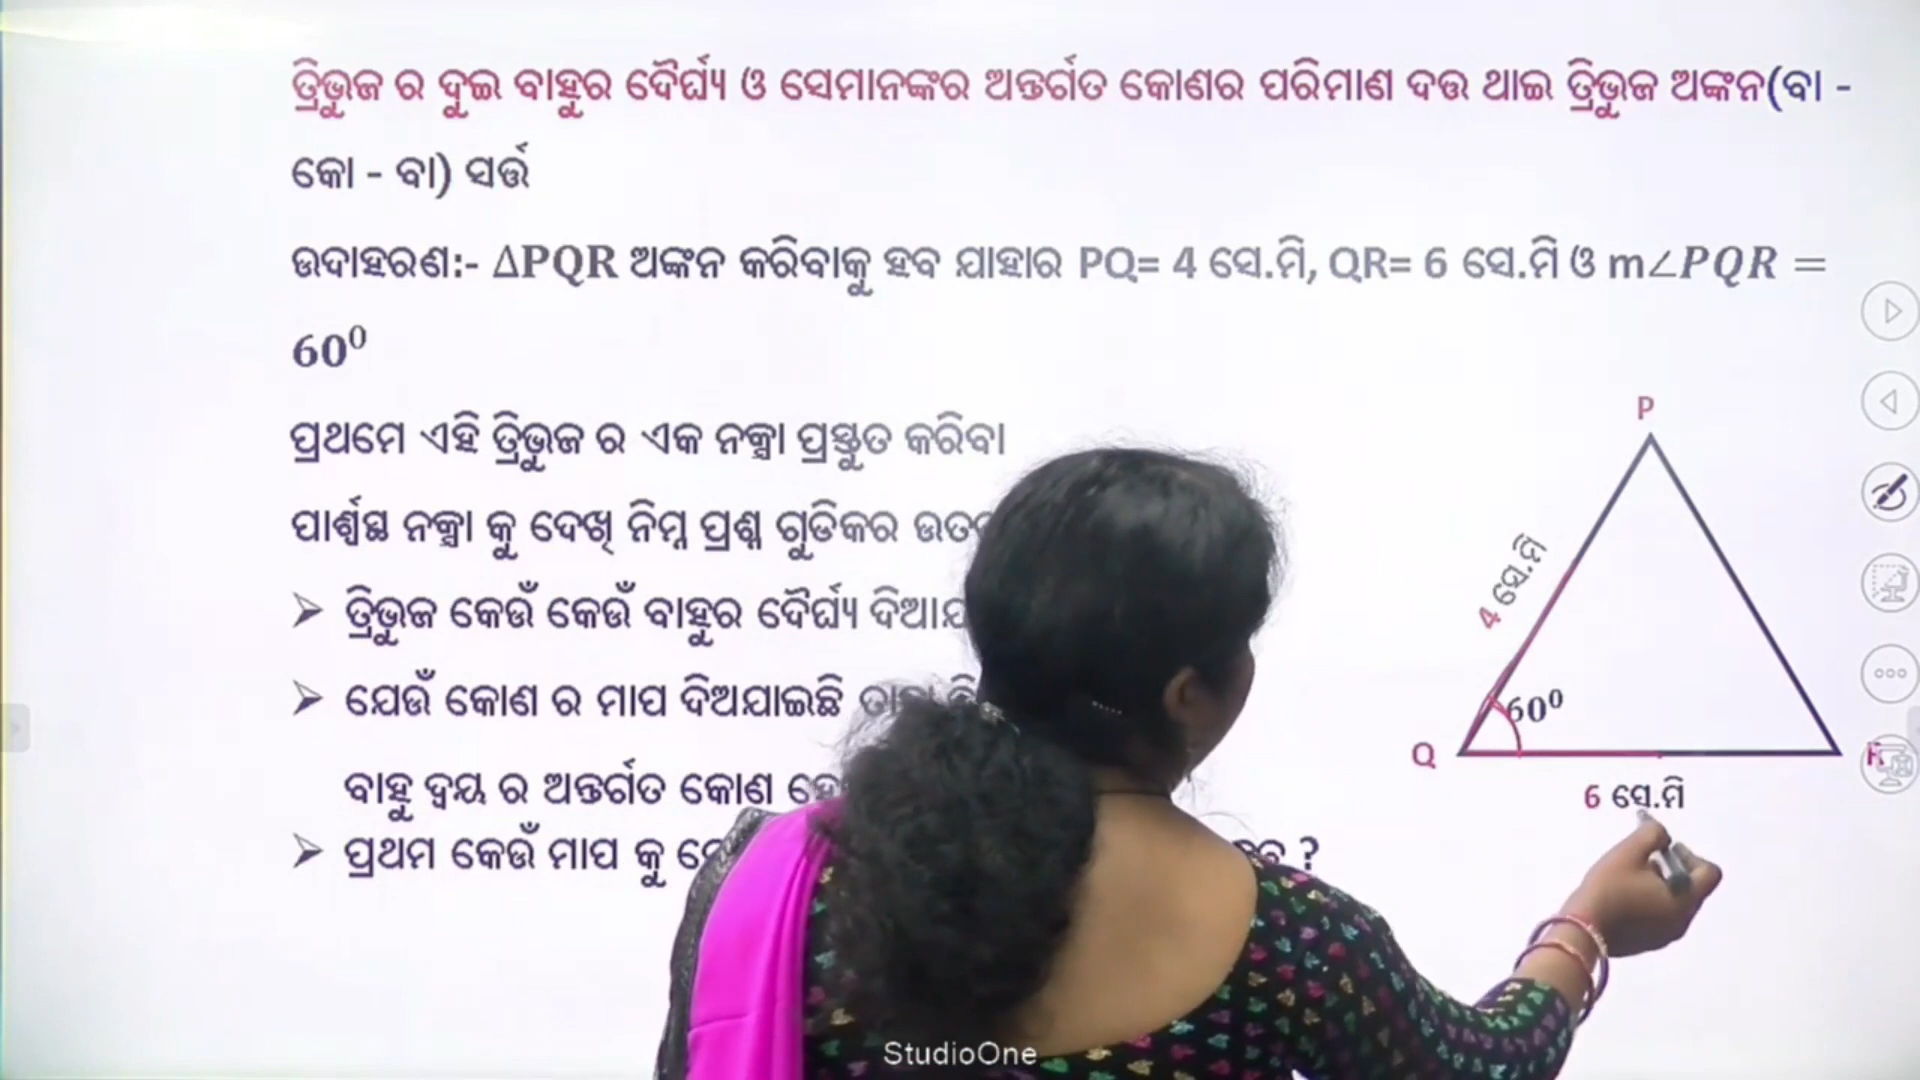 ତ୍ରିଭୁଜ ର ଦୁଇ ବାହୁର ଦୈର୍ଘ୍ୟ ଓ ସେମାନଙ୍କର ଅନ୍ତର୍ଗତ କୋଣର ପରିମାଣ ଦତ୍ତ ଥାଇ ତ୍ରିଭୁଜ ଅଙ୍କନ(ବା -
କୋ - ବା) ସର୍ତ୍ତ
ଉଦାହରଣ:- ΔPQR ଅଙ୍କନ କରିବାକୁ ହବ ଯାହାର PQ= 4 ସେ.ମି, QR= 6 ସେ.ମି ଓ m∠PQR =
60⁰
ପ୍ରଥମେ ଏହି ତ୍ରିଭୁଜ ର ଏକ ନକ୍ସା ପ୍ରସ୍ତୁତ କରିବା
ପାର୍ଶ୍ୱସ୍ଥ ନକ୍ସା କୁ ଦେଖି ନିମ୍ନ ପ୍ରଶ୍ନ ଗୁଡିକର
➢ ତ୍ରିଭୁଜ କେଉଁ କେଉଁ ବାହୁର ଦୈର୍ଘ୍ୟ
➢ ଯେଉଁ କୋଣ ର ମାପ ଦିଅଯାଇଛି
ବାହୁ ଦ୍ୱୟ ର ଅନ୍ତର୍ଗତ କୋଣ
➢ ପ୍ରଥମ କେଉଁ ମାପ କୁ ?
P
4 ସେ.ମି
60⁰
Q
6 ସେ.ମି
StudioOne